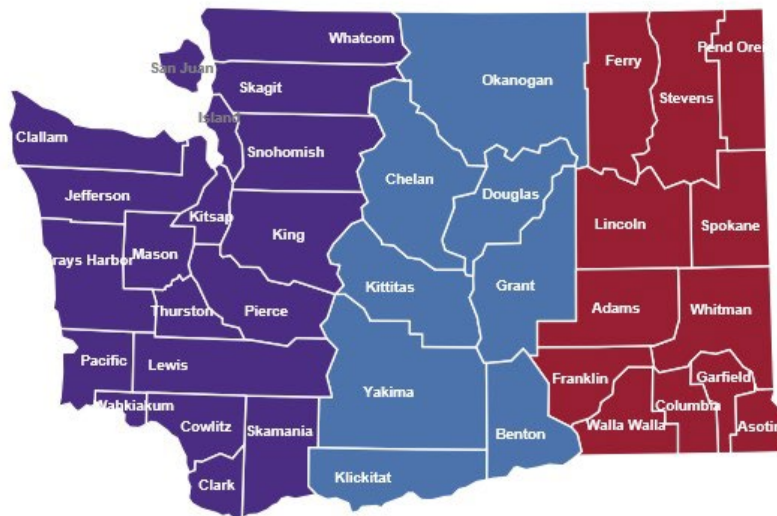 Whatcom
San Juan
Skagit
Okanogan
Ferry
Pend Ore
Stevens
Island
Clallam
Snohomish
Chelan
Douglas
Jefferson
Kitsap
King
Lincoln
Spokane
rays Harbor
Mason
Kittitas
Grant
Thurston
Pierce
Adams
Whitman
Pacific
Lewis
Yakima
Franklin
Garfield
Wahkiakum
Cowlitz
Skamania
Benton
Walla Walla
Columbia
Asotin
Clark
Klickitat